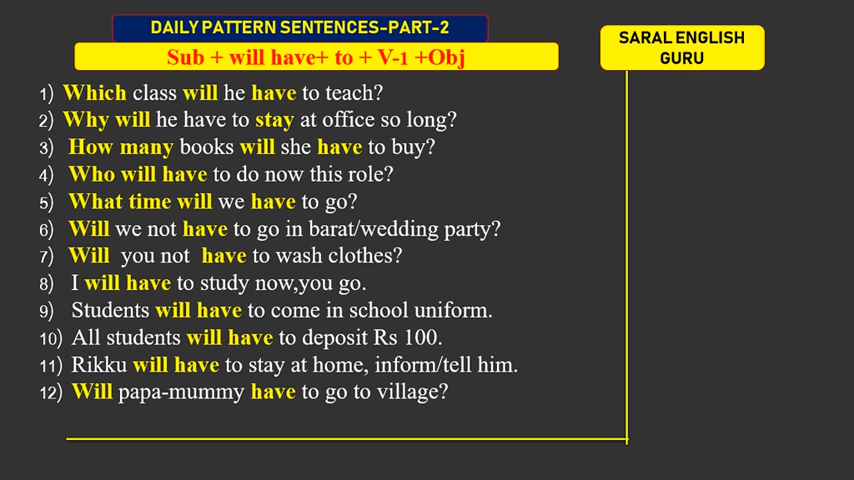 DAILY PATTERN SENTENCES-PART-2
Sub + will have+ to + V-1 +Obj
SARAL ENGLISH
GURU
1) Which class will he have to teach?
2) Why will he have to stay at office so long?
3) How many books will she have to buy?
4) Who will have to do now this role?
5) What time will we have to go?
6) Will we not have to go in barat/wedding party?
7) Will you not have to wash clothes?
8) I will have to study now,you go.
9) Students will have to come in school uniform.
10) All students will have to deposit Rs 100.
11) Rikku will have to stay at home, inform/tell him.
12) Will papa-mummy have to go to village?